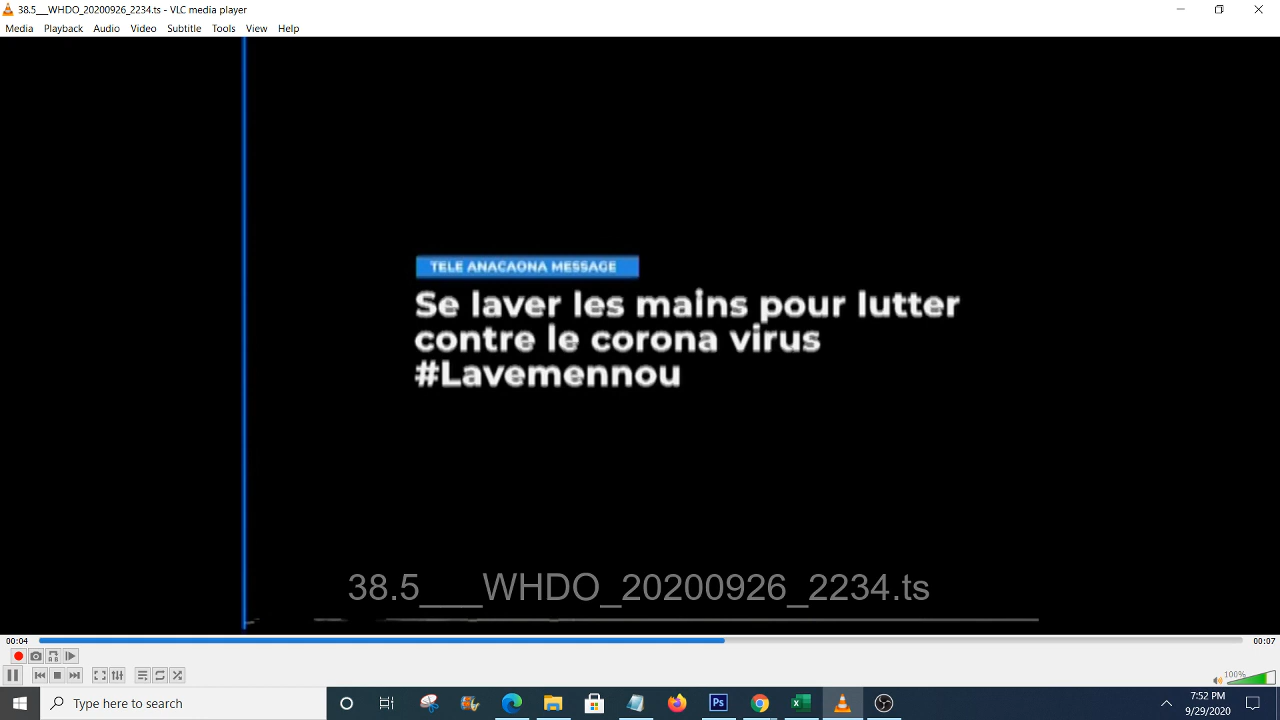 38.5___WHDO_20200926_2234.ts - VLC media player
Media Playback Audio Video Subtitle Tools View Help
TELE ANACAONA MESSAGE
Se laver les mains pour lutter
contre le corona virus
#Lavemennou
38.5___WHDO_20200926_2234.ts
00:04 00:07
100%
Type here to search
Ps
7:52 PM
9/29/2020